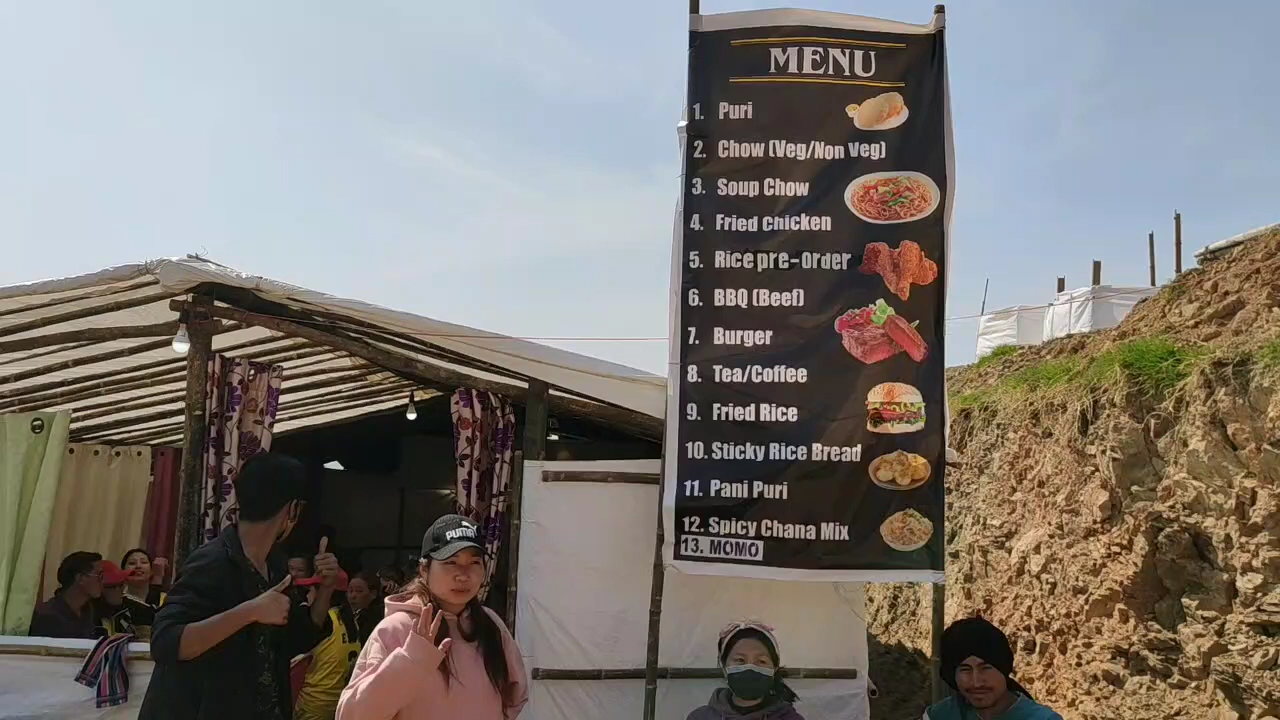 MENU
1. Puri
2. Chow (Veg/Non Veg)
3. Soup Chow
4. Fried chicken
5. Rice pre-order
6. BBQ (Beef)
7. Burger
8. Tea/Coffee
9. Fried Rice
10. Sticky Rice Bread
11. Pani Puri
12. Spicy Chana Mix
13. MOMO
PUMA